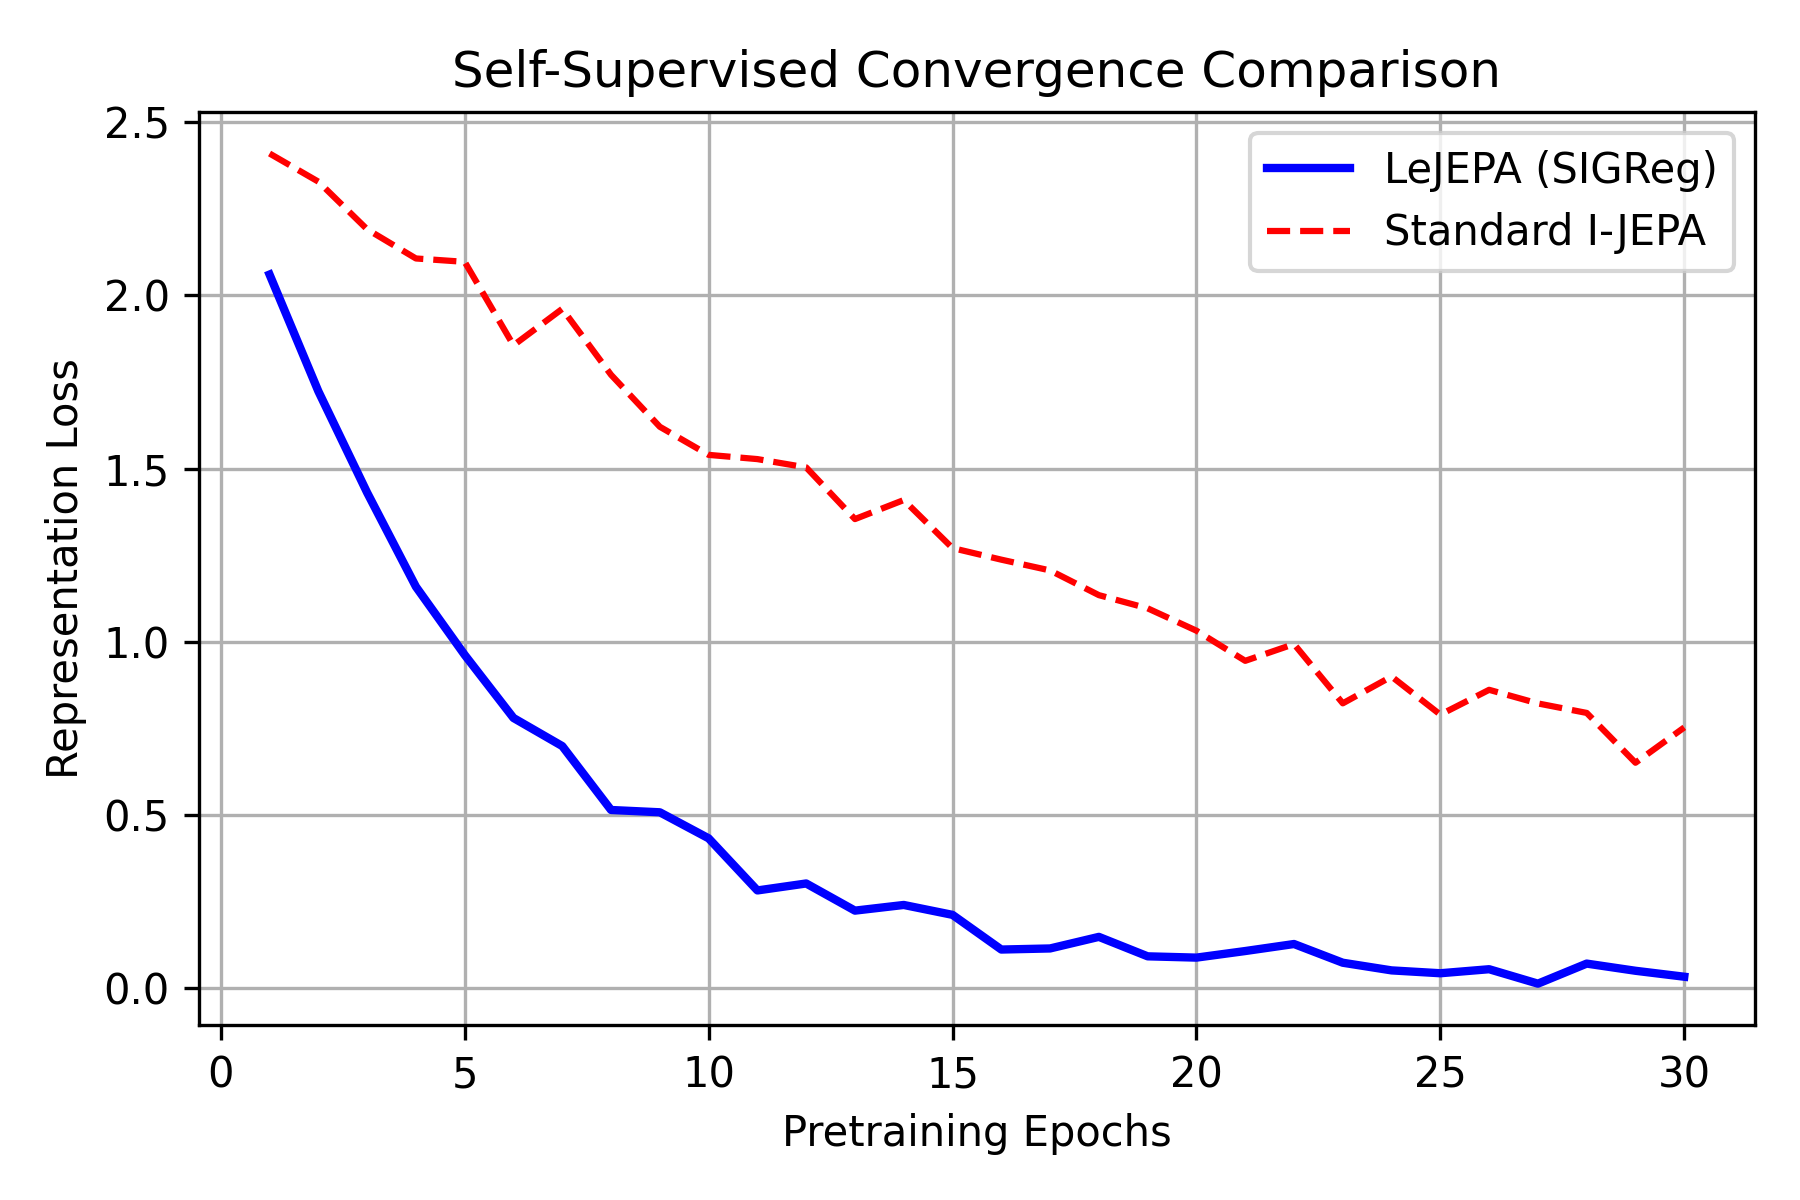 Self-Supervised Convergence Comparison
LeJEPA (SIGReg)
Standard I-JEPA
Representation Loss
2.5
2.0
1.5
1.0
0.5
0.0
0 5 10 15 20 25 30
Pretraining Epochs